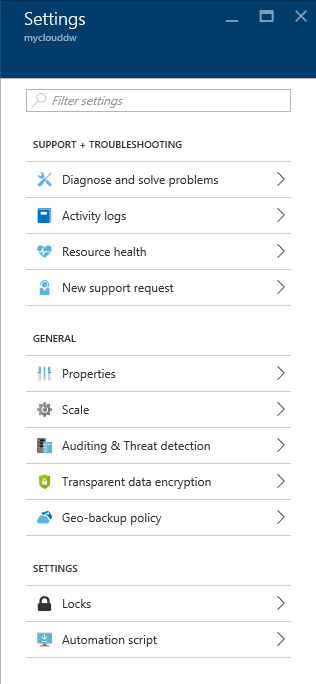 Settings
myclouddw
Filter settings
SUPPORT + TROUBLESHOOTING
Diagnose and solve problems
Activity logs
Resource health
New support request
GENERAL
Properties
Scale
Auditing & Threat detection
Transparent data encryption
Geo-backup policy
SETTINGS
Locks
Automation script